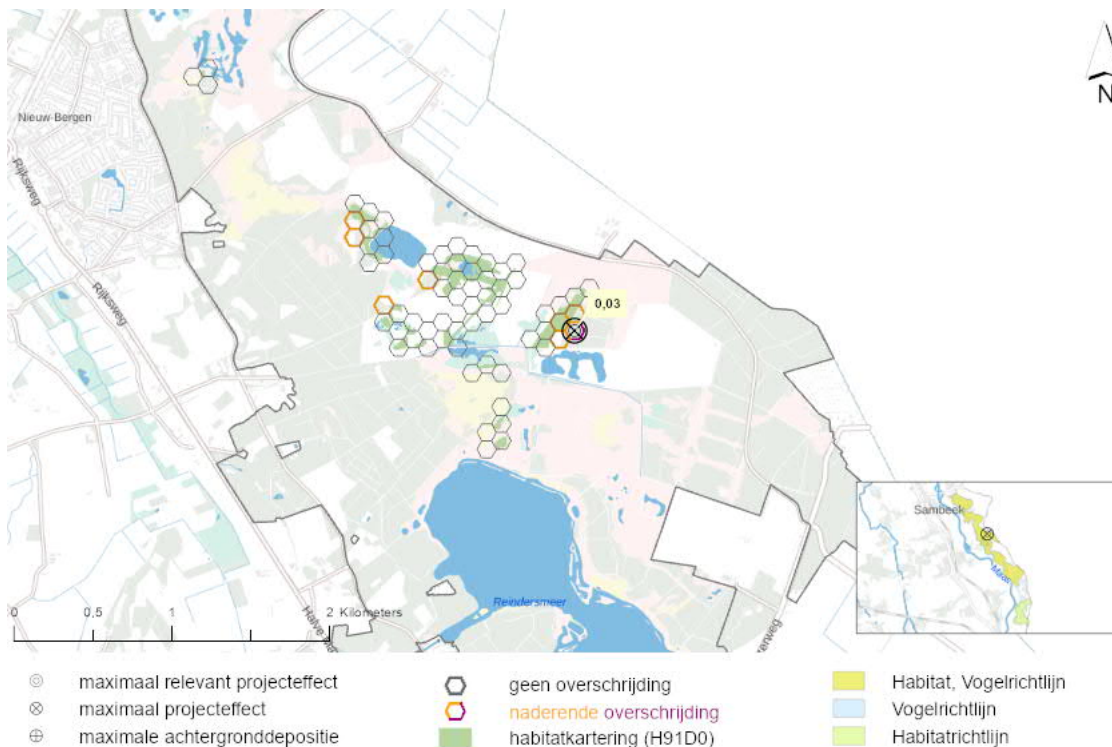 N
Nieuw-Bergen
Rijksweg
Rijksweg
0,03
Sambeek
Maas
Reindersmeer
0 0,5 1 2 Kilometers
maximaal relevant projecteffect
maximaal projecteffect
maximale achtergronddepositie
geen overschrijding
naderende overschrijding
habitatkartering (H91D0)
Habitat, Vogelrichtlijn
Vogelrichtlijn
Habitatrichtlijn